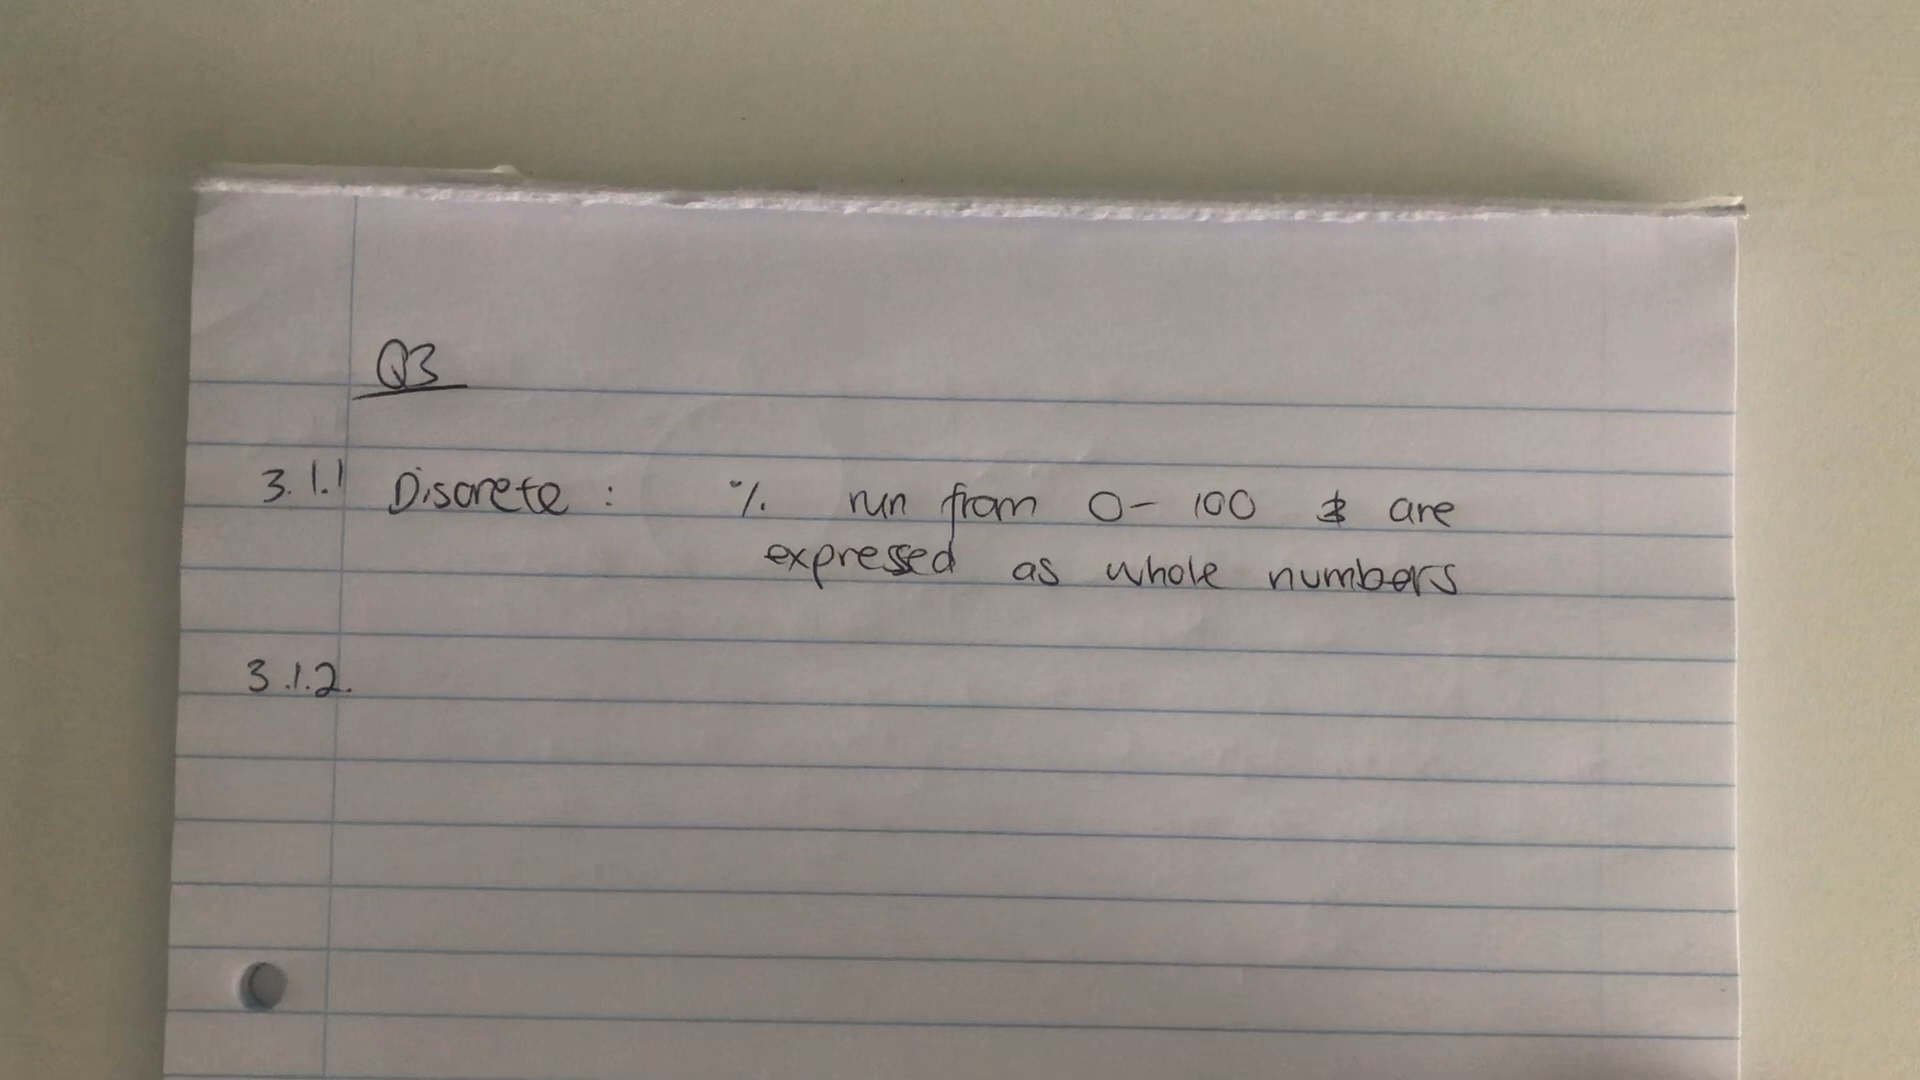 Q3
3.1.1 Discrete : % run from 0 - 100 & are
expressed as whole numbers
3.1.2.